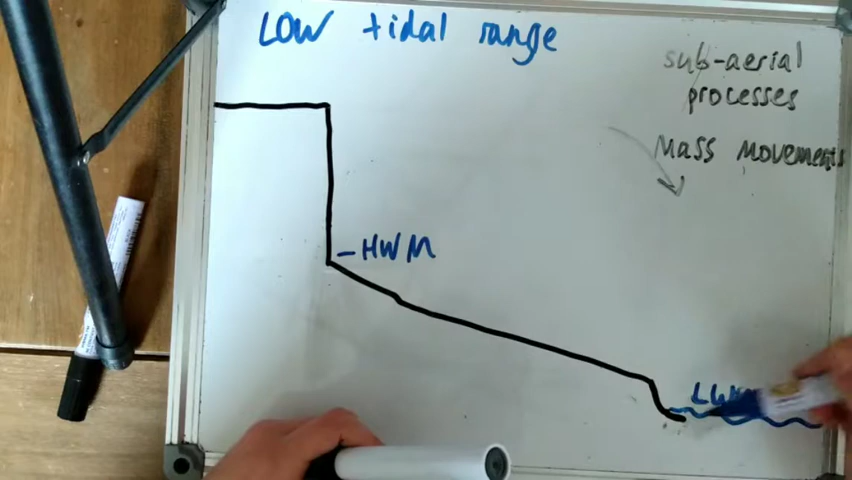 LOW tidal range
sub-aerial
processes
Mass movements
-HWM